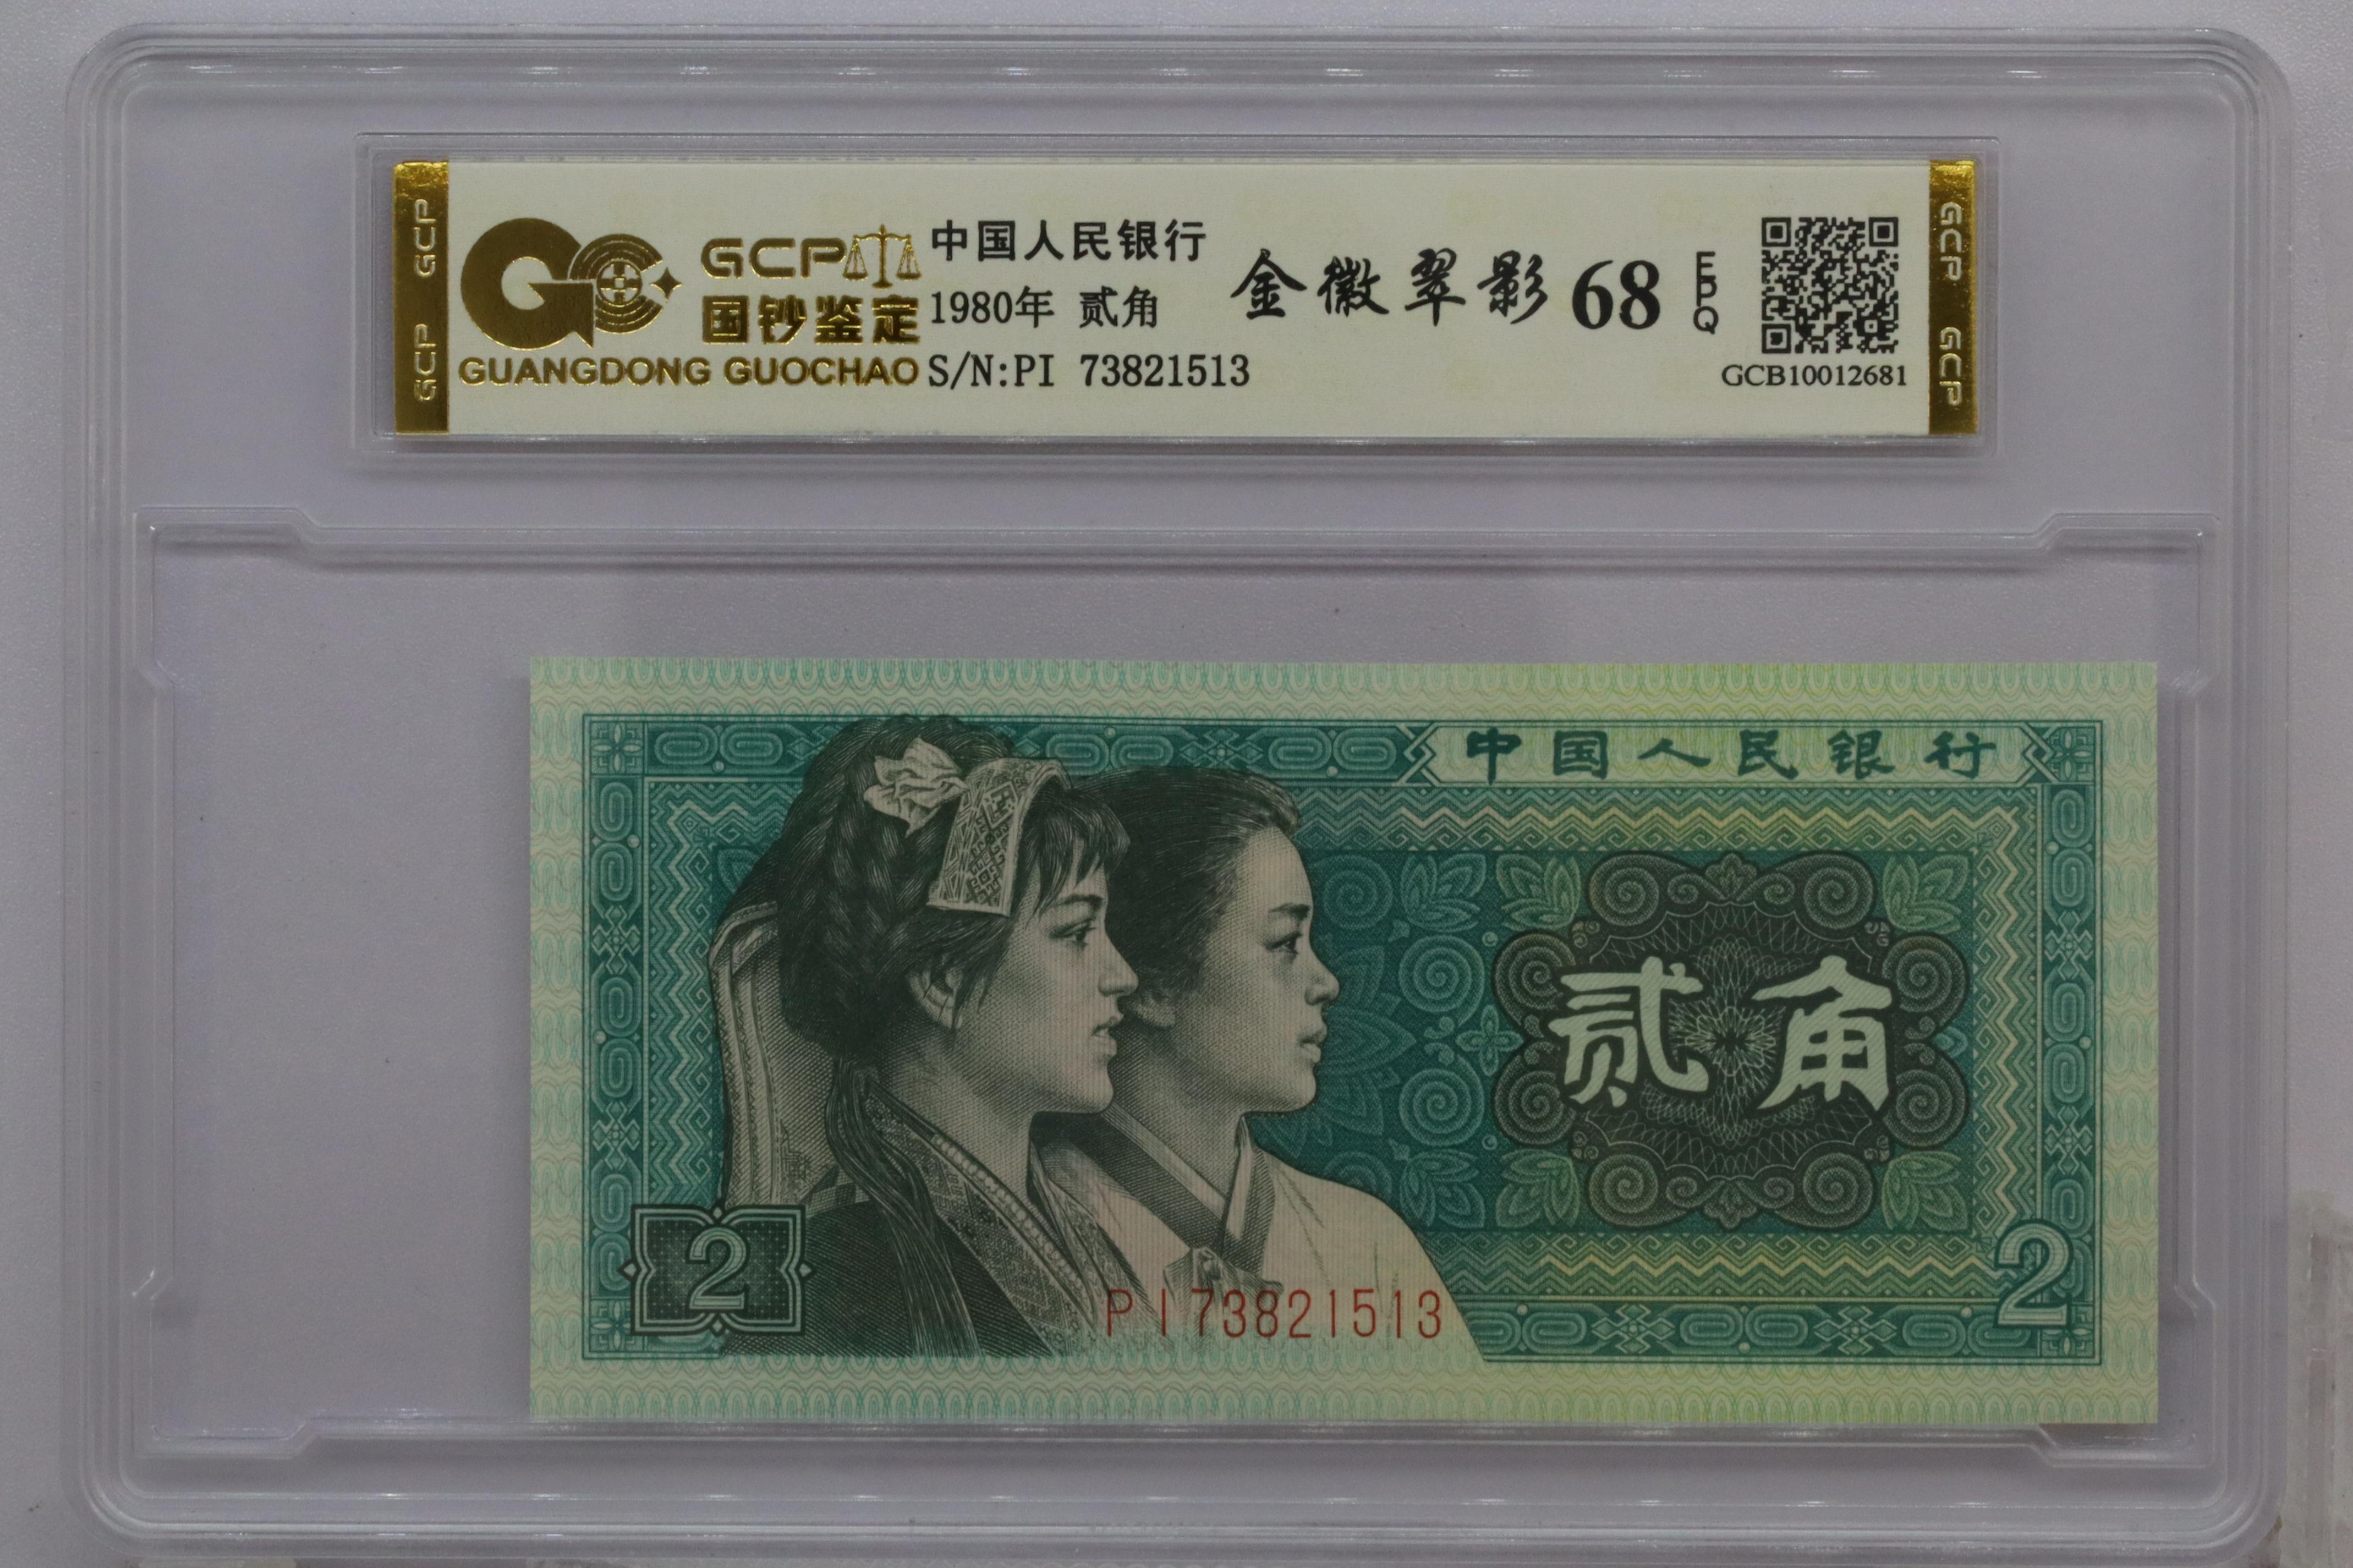 GCP GCP
GCP
国钞鉴定
GUANGDONG GUOCHAO
中国人民银行
1980年 贰角
S/N:PI 73821513
金徽翠影 68 EPQ
GCB10012681
GCP GCP
中国人民银行
贰角
2
PI73821513
2